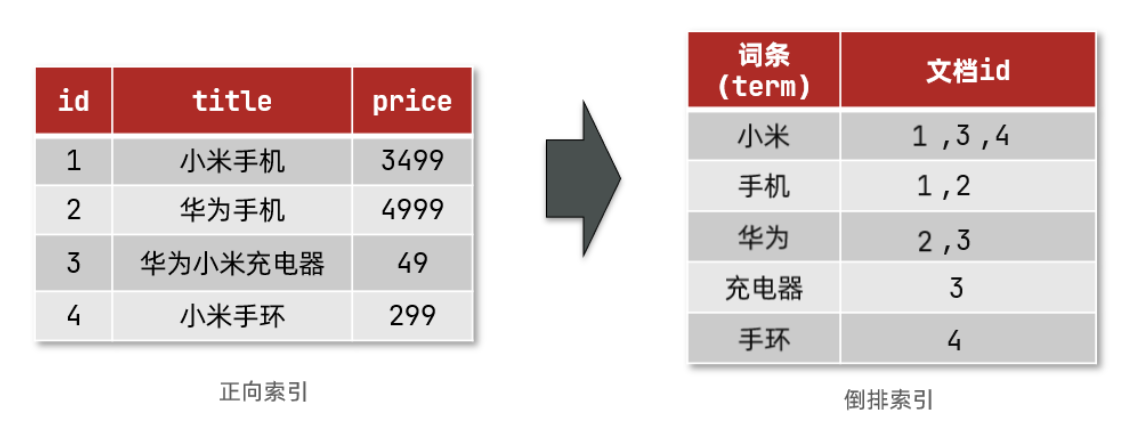 id title price
1 小米手机 3499
2 华为手机 4999
3 华为小米充电器 49
4 小米手环 299
正向索引
词条
(term) 文档id
小米 1 ,3 ,4
手机 1 ,2
华为 2 ,3
充电器 3
手环 4
倒排索引